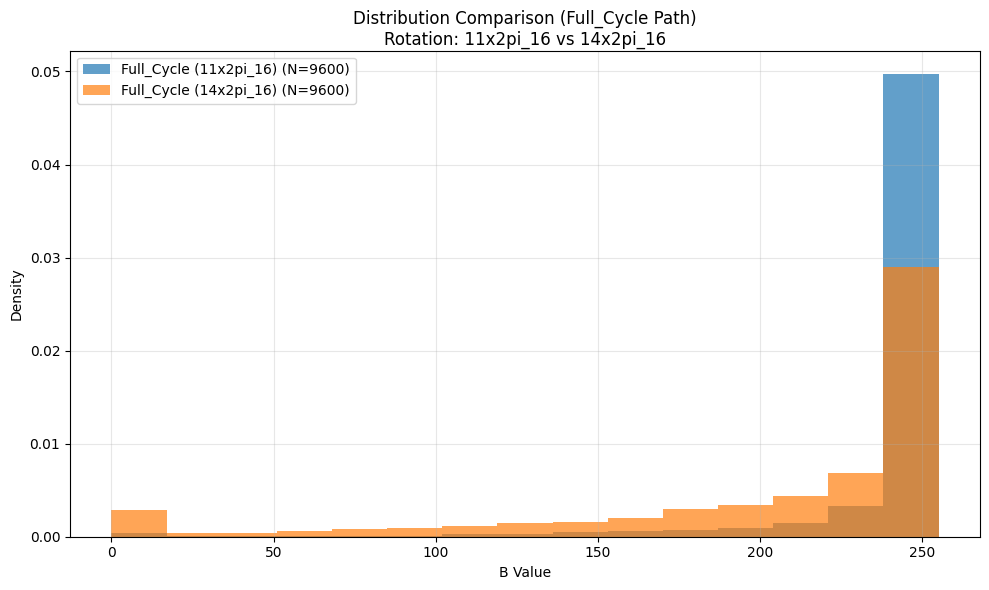 Distribution Comparison (Full_Cycle Path)
Rotation: 11x2pi_16 vs 14x2pi_16
Full_Cycle (11x2pi_16) (N=9600)
Full_Cycle (14x2pi_16) (N=9600)
Density
0.05
0.04
0.03
0.02
0.01
0.00
0 50 100 150 200 250
B Value